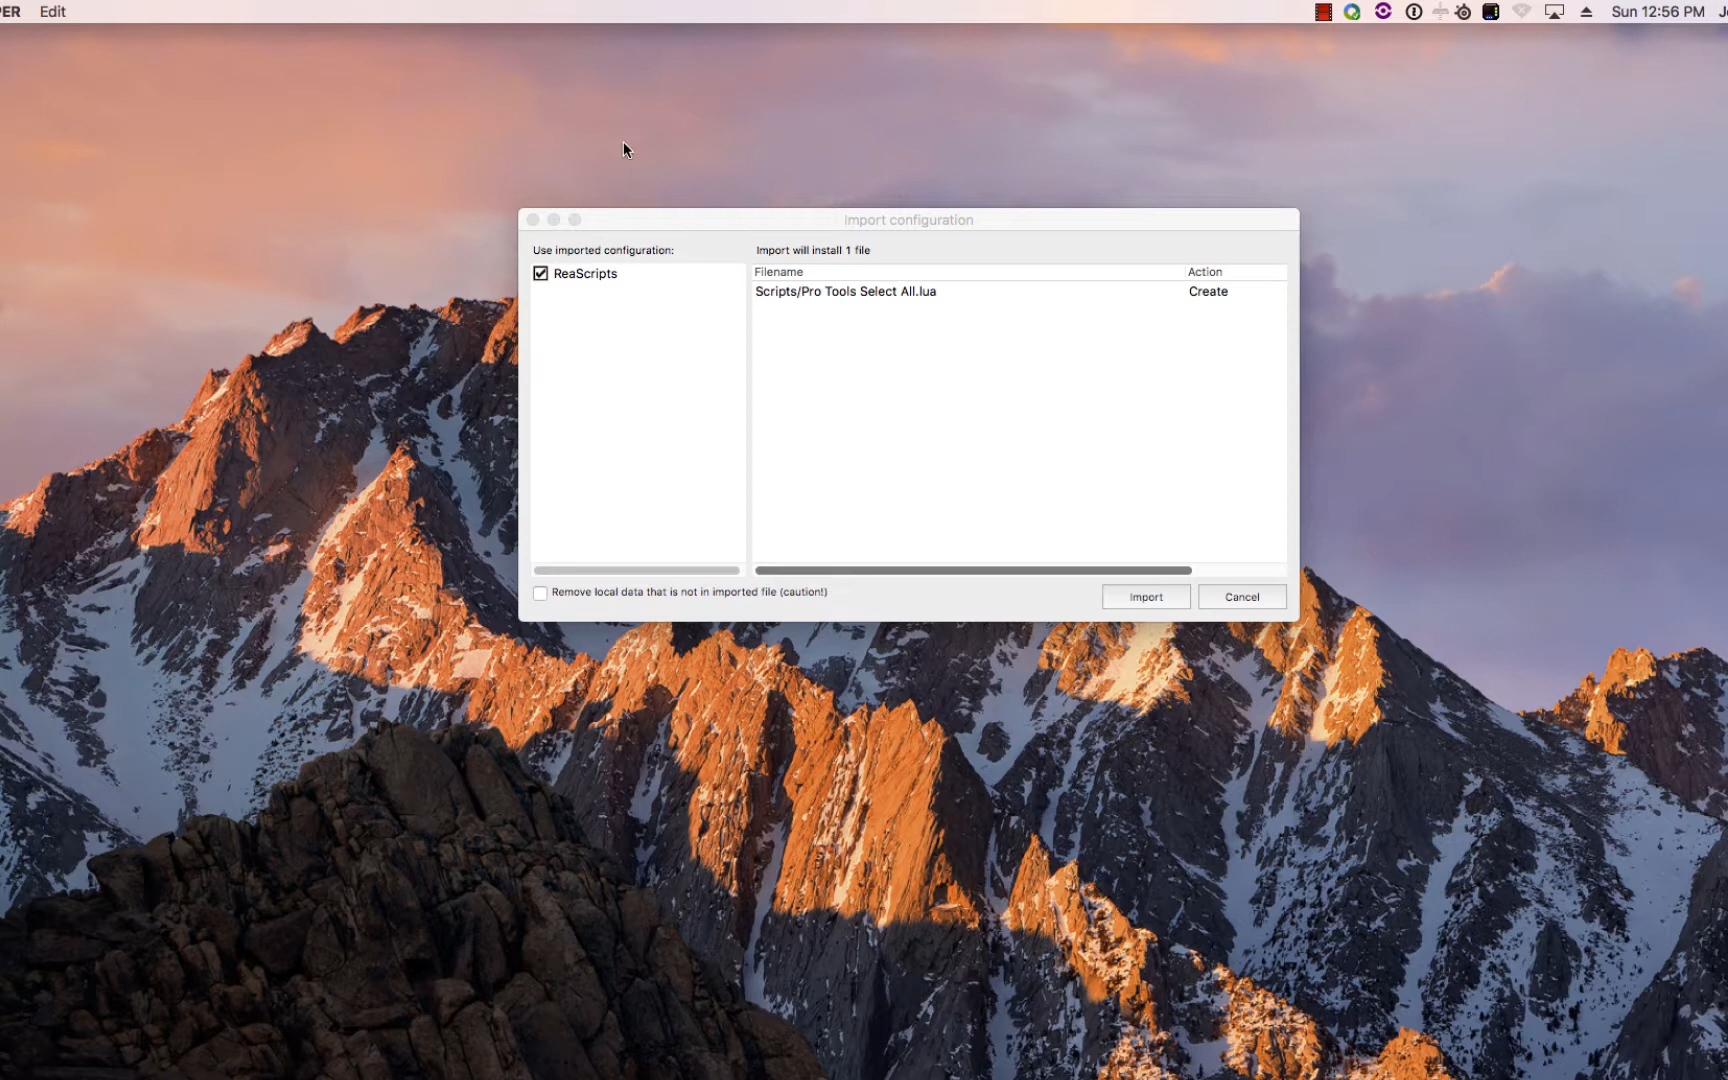 PER Edit Sun 12:56 PM
Import configuration
Use imported configuration: Import will install 1 file
ReaScripts
Filename Action
Scripts/Pro Tools Select All.lua Create
Remove local data that is not in imported file (caution!)
Import Cancel